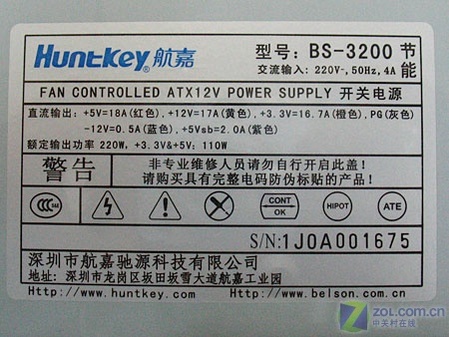 HuntKey 航嘉 型号: BS-3200 节能
交流输入: 220V~,50Hz,4A
FAN CONTROLLED ATX12V POWER SUPPLY 开关电源
直流输出: +5V=18A(红色), +12V=17A(黄色), +3.3V=16.7A(橙色), PG(灰色)
-12V=0.5A(蓝色), +5Vsb=2.0A(紫色)
额定输出功率 220W, +3.3V&+5V: 110W
警告 非专业维修人员请勿自行开启此盖!
请购买具有完整电码防伪标贴的产品!
CCC CONT OK HIPOT ATE
S/N:1J0A001675
深圳市航嘉驰源科技有限公司
地址: 深圳市龙岗区坂田坂雪大道航嘉工业园
Http://www.huntkey.com/ Http://www.belson.com.cn/
ZOL.COM.CN
中关村在线